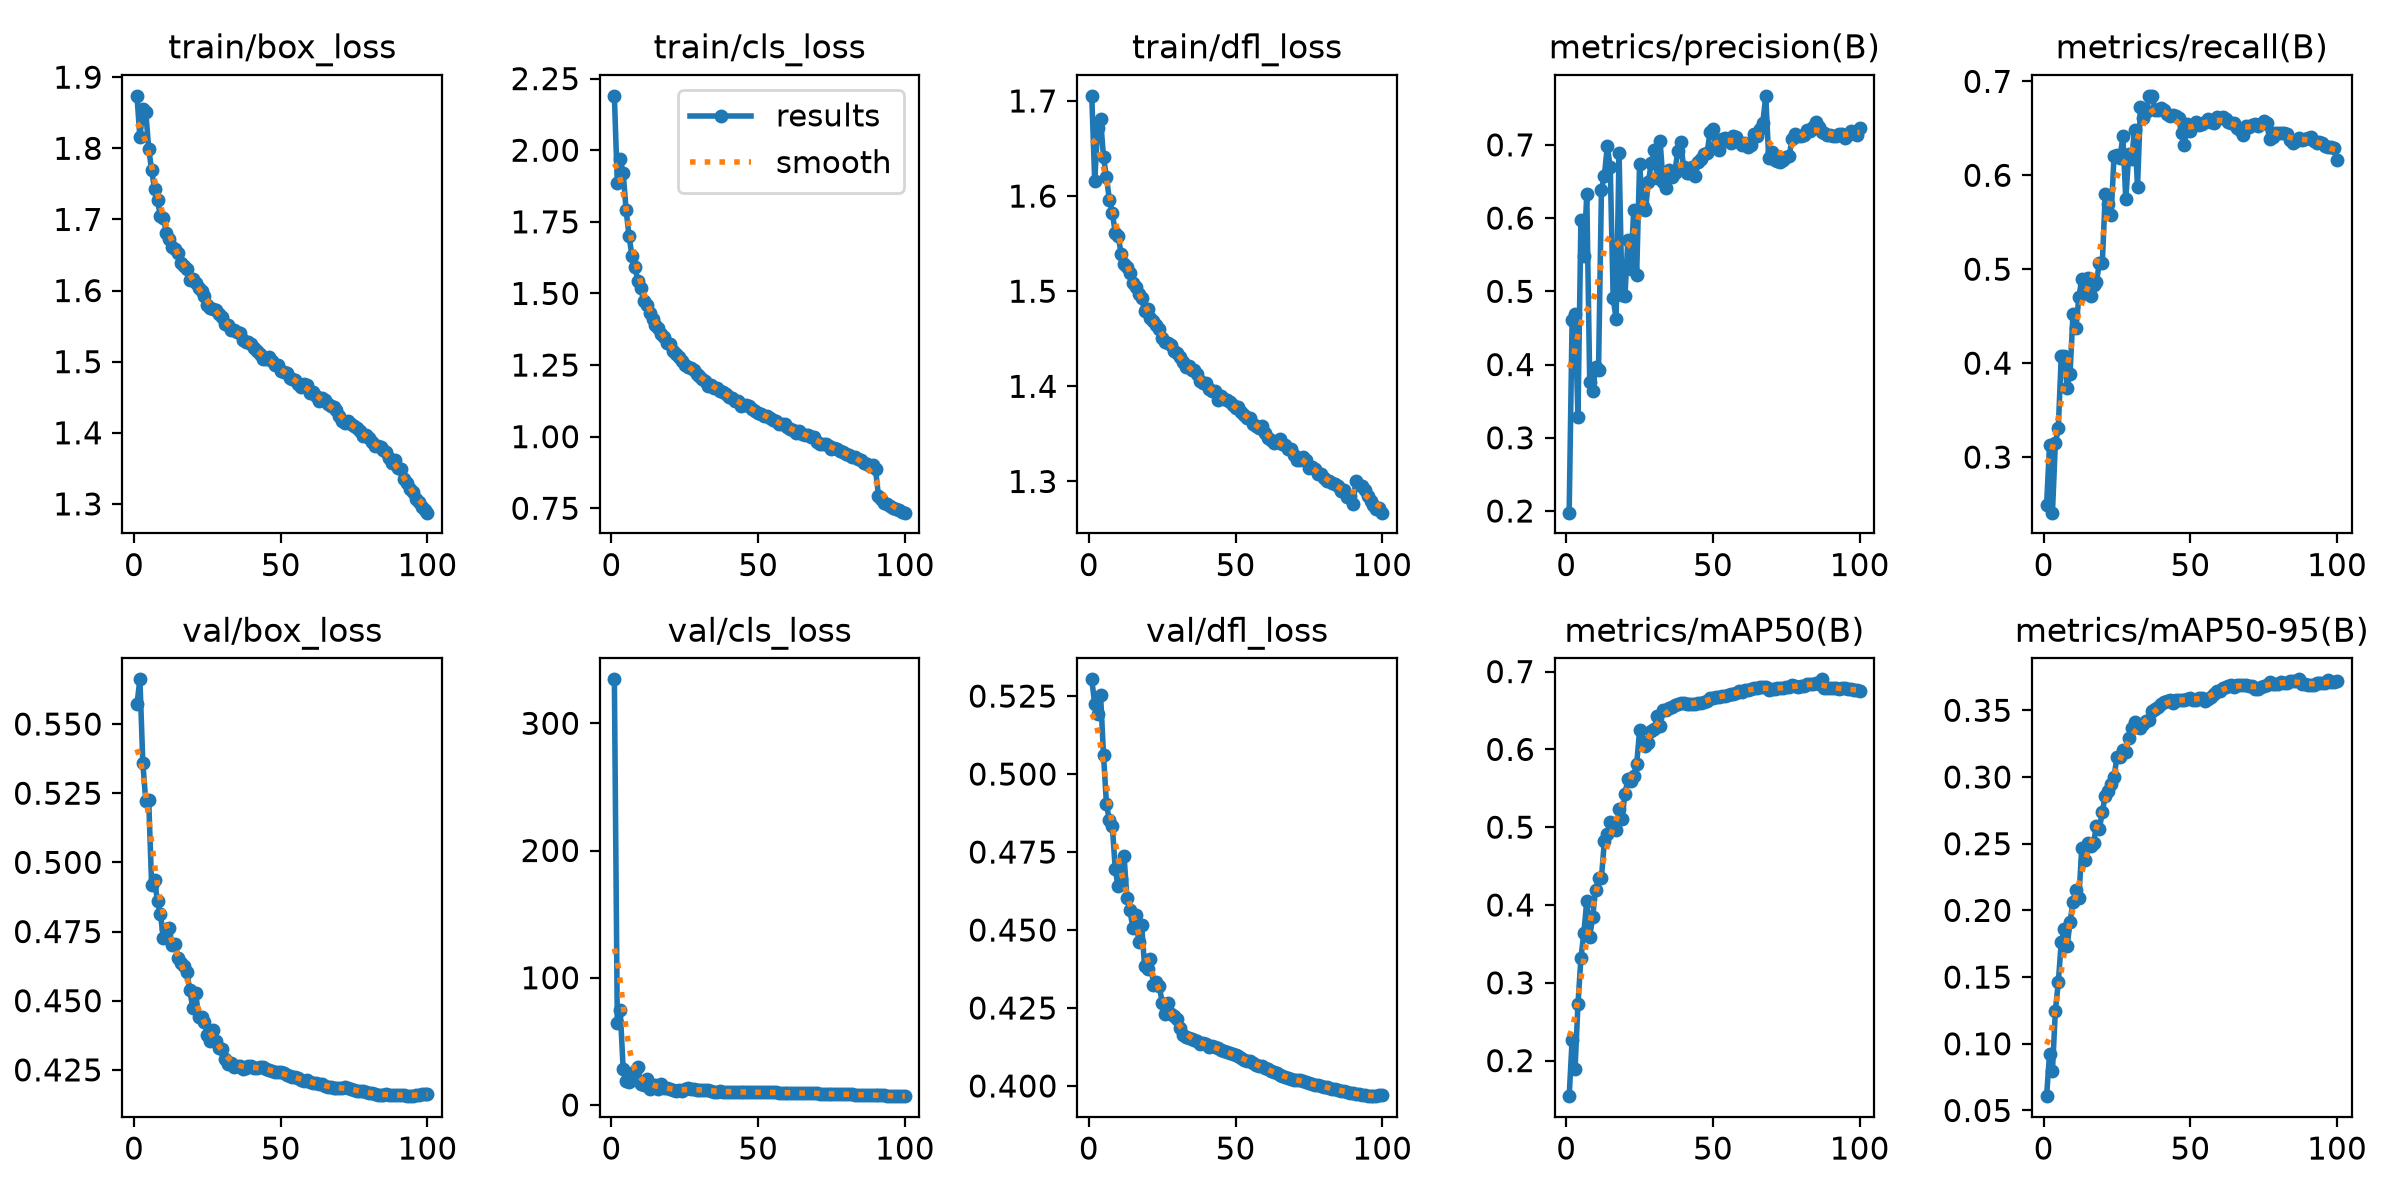 train/box_loss
1.9
1.8
1.7
1.6
1.5
1.4
1.3
0 50 100
train/cls_loss
2.25
2.00
1.75
1.50
1.25
1.00
0.75
0 50 100
results
smooth
train/dfl_loss
1.7
1.6
1.5
1.4
1.3
0 50 100
metrics/precision(B)
0.7
0.6
0.5
0.4
0.3
0.2
0 50 100
metrics/recall(B)
0.7
0.6
0.5
0.4
0.3
0 50 100
val/box_loss
0.550
0.525
0.500
0.475
0.450
0.425
0 50 100
val/cls_loss
300
200
100
0
0 50 100
val/dfl_loss
0.525
0.500
0.475
0.450
0.425
0.400
0 50 100
metrics/mAP50(B)
0.7
0.6
0.5
0.4
0.3
0.2
0 50 100
metrics/mAP50-95(B)
0.35
0.30
0.25
0.20
0.15
0.10
0.05
0 50 100